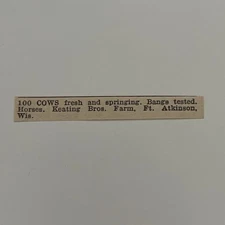 100 COWS fresh and springing. Bangs tested.
Horses. Keating Bros. Farm, Ft. Atkinson,
Wis.